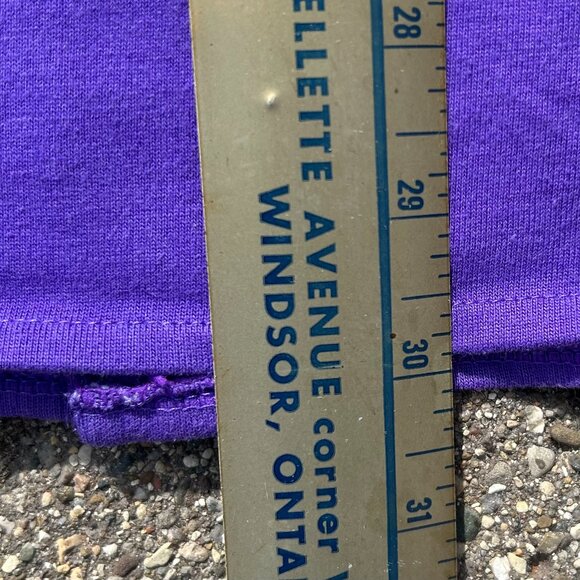 ELLETTE AVENUE corner
WINDSOR, ONTA
28
29
30
31